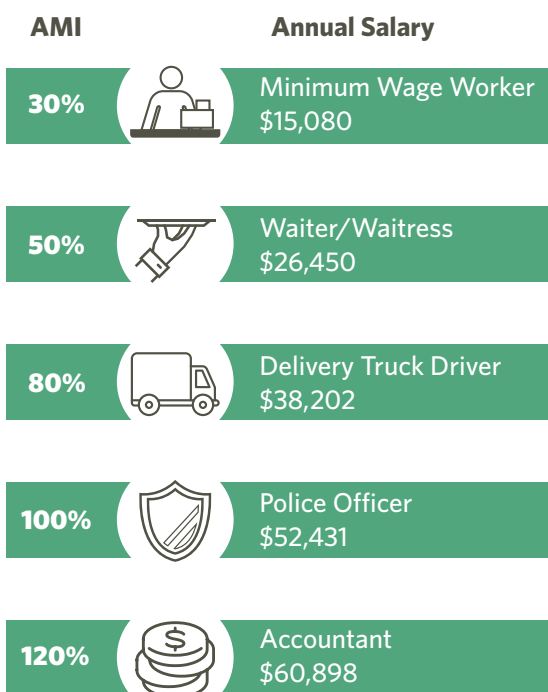 AMI Annual Salary
30% Minimum Wage Worker
$15,080
50% Waiter/Waitress
$26,450
80% Delivery Truck Driver
$38,202
100% Police Officer
$52,431
$
120% Accountant
$60,898